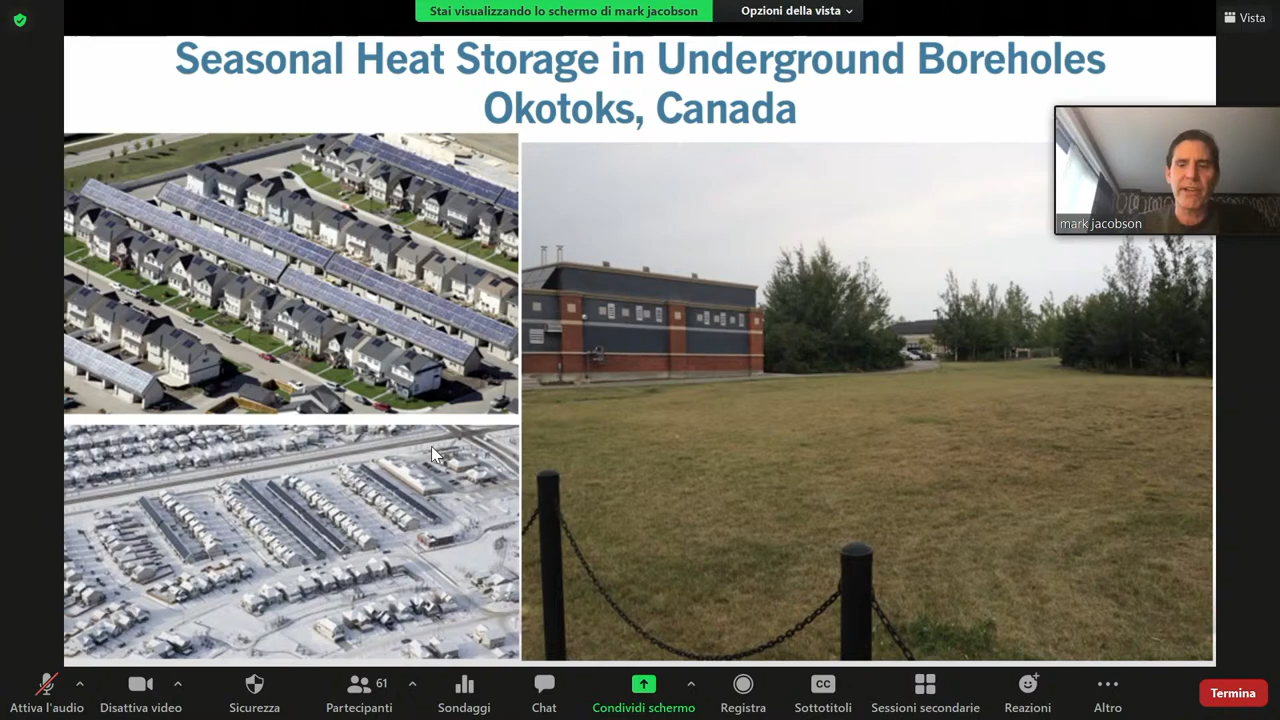 Stai visualizzando lo schermo di mark jacobson
Opzioni della vista
Vista
Seasonal Heat Storage in Underground Boreholes
Okotoks, Canada
mark jacobson
61
CC
Attiva l'audio
Disattiva video
Sicurezza
Partecipanti
Sondaggi
Chat
Condividi schermo
Registra
Sottotitoli
Sessioni secondarie
Reazioni
Altro
Termina